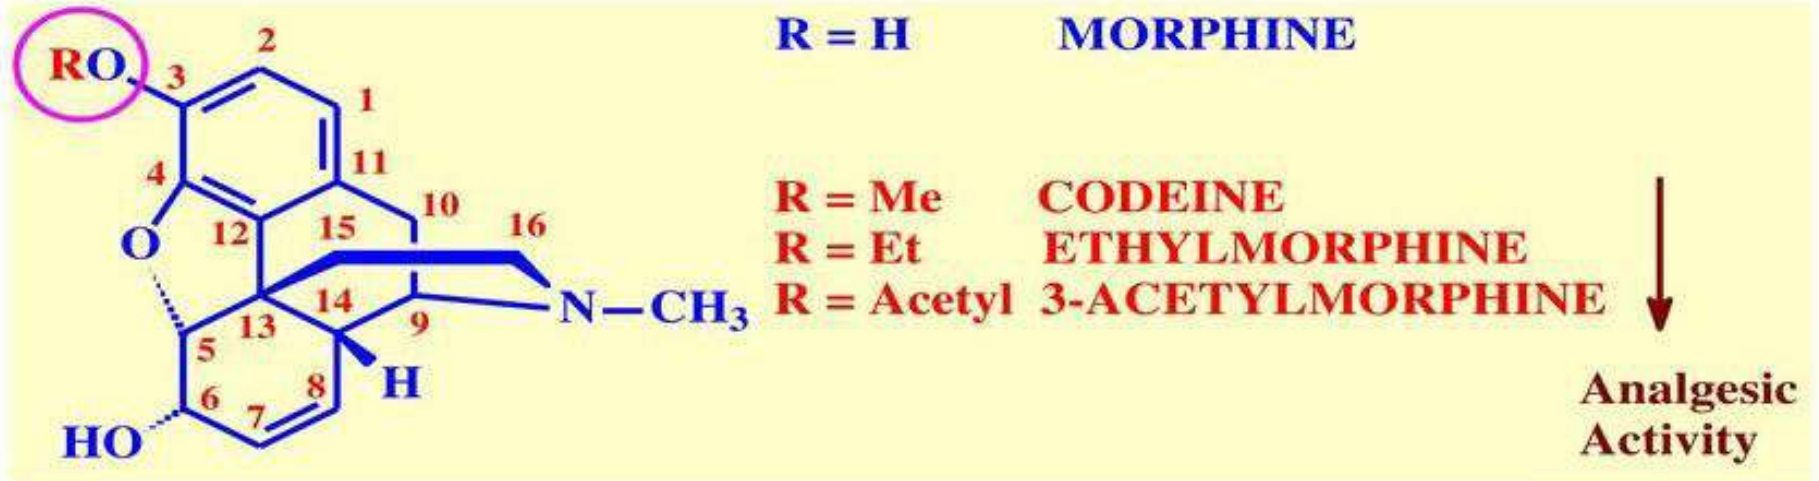 R = H MORPHINE
RO
2
3
1
4
11
10
12
15
16
O
14
N–CH3
13
9
5
H
6
8
7
HO
R = Me CODEINE
R = Et ETHYLMORPHINE
R = Acetyl 3-ACETYLMORPHINE
Analgesic
Activity